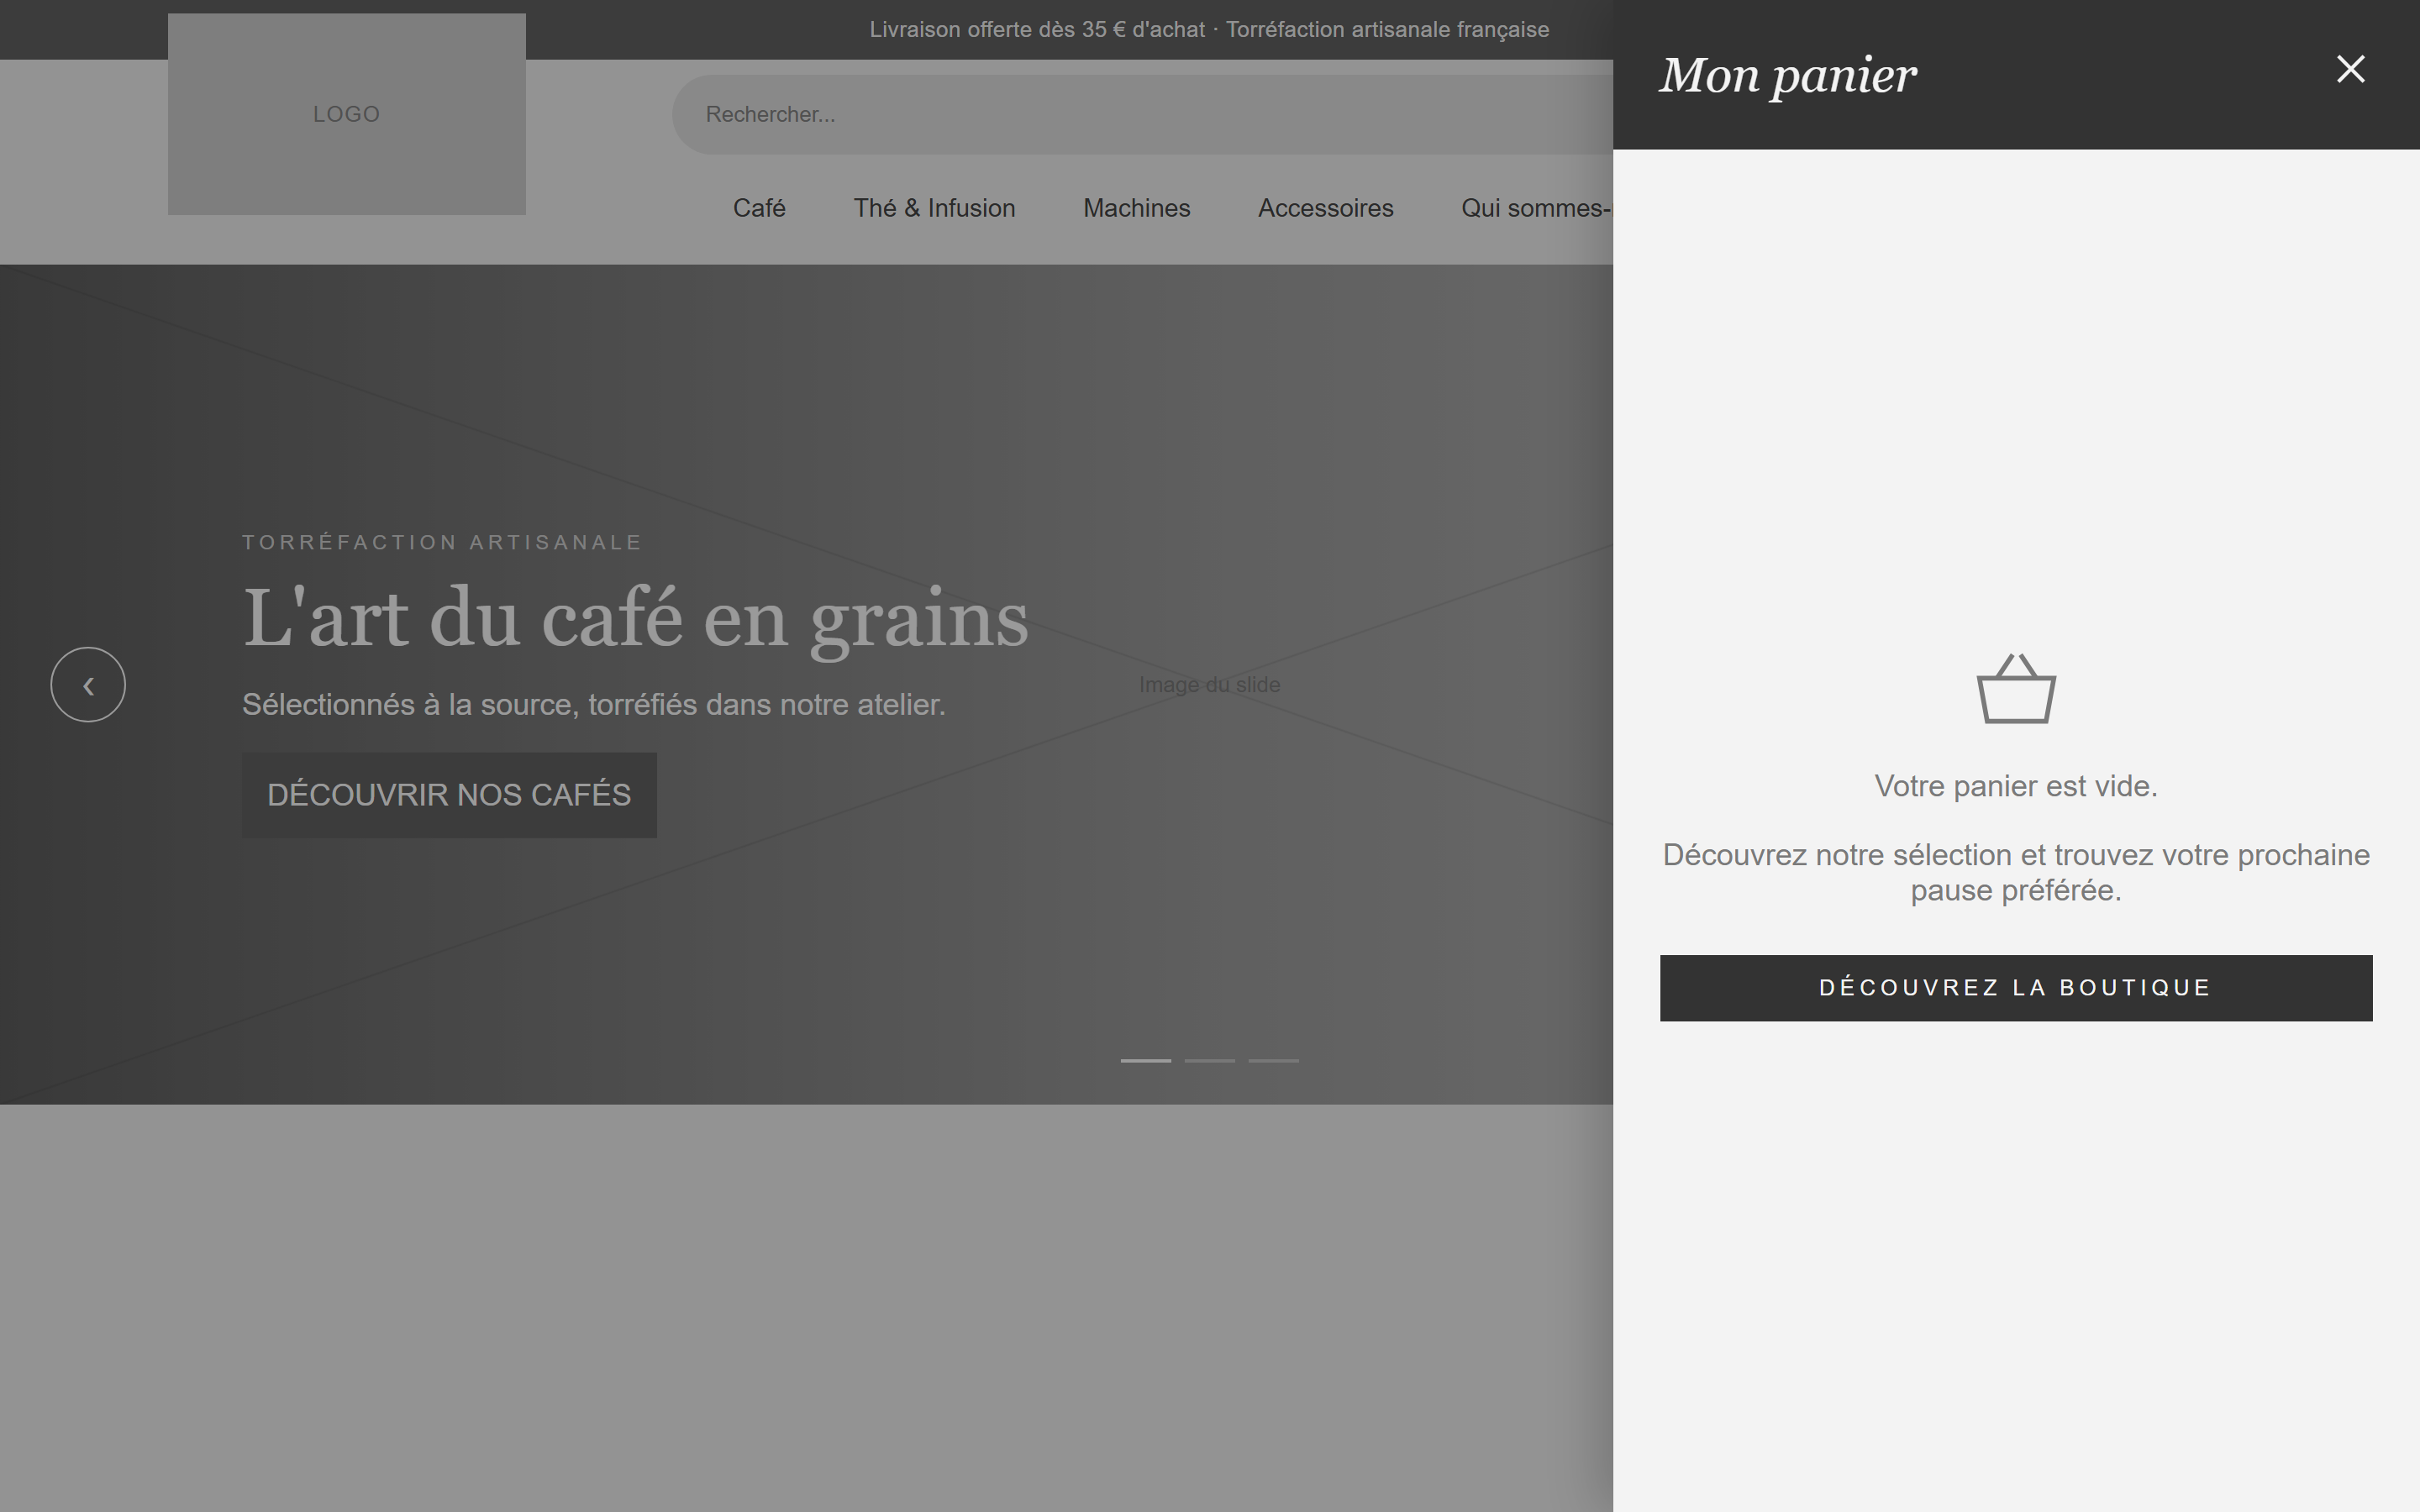 Livraison offerte dès 35 € d'achat · Torréfaction artisanale française
LOGO
Rechercher...
Café Thé & Infusion Machines Accessoires Qui sommes-
TORRÉFACTION ARTISANALE
L'art du café en grains
Sélectionnés à la source, torréfiés dans notre atelier.
DÉCOUVRIR NOS CAFÉS
Image du slide
Mon panier
Votre panier est vide.
Découvrez notre sélection et trouvez votre prochaine
pause préférée.
DÉCOUVREZ LA BOUTIQUE